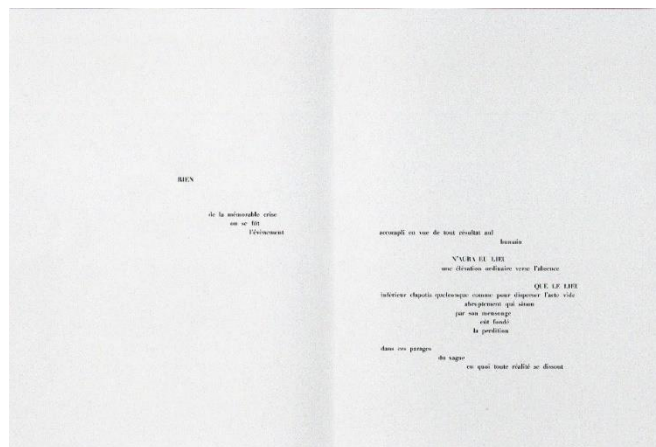 RIEN
de la mémorable crise
ou se fût
l'évènement
accompli en vue de tout résultat nul
humain
N'AURA EU LIEU
une élévation ordinaire verse l'absence
QUE LE LIEU
inférieur clapotis quelconque comme pour disperser l'acte vide
abruptement qui sinon
par son mensonge
eût fondé
la perdition
dans ces parages
du vague
en quoi toute réalité se dissout